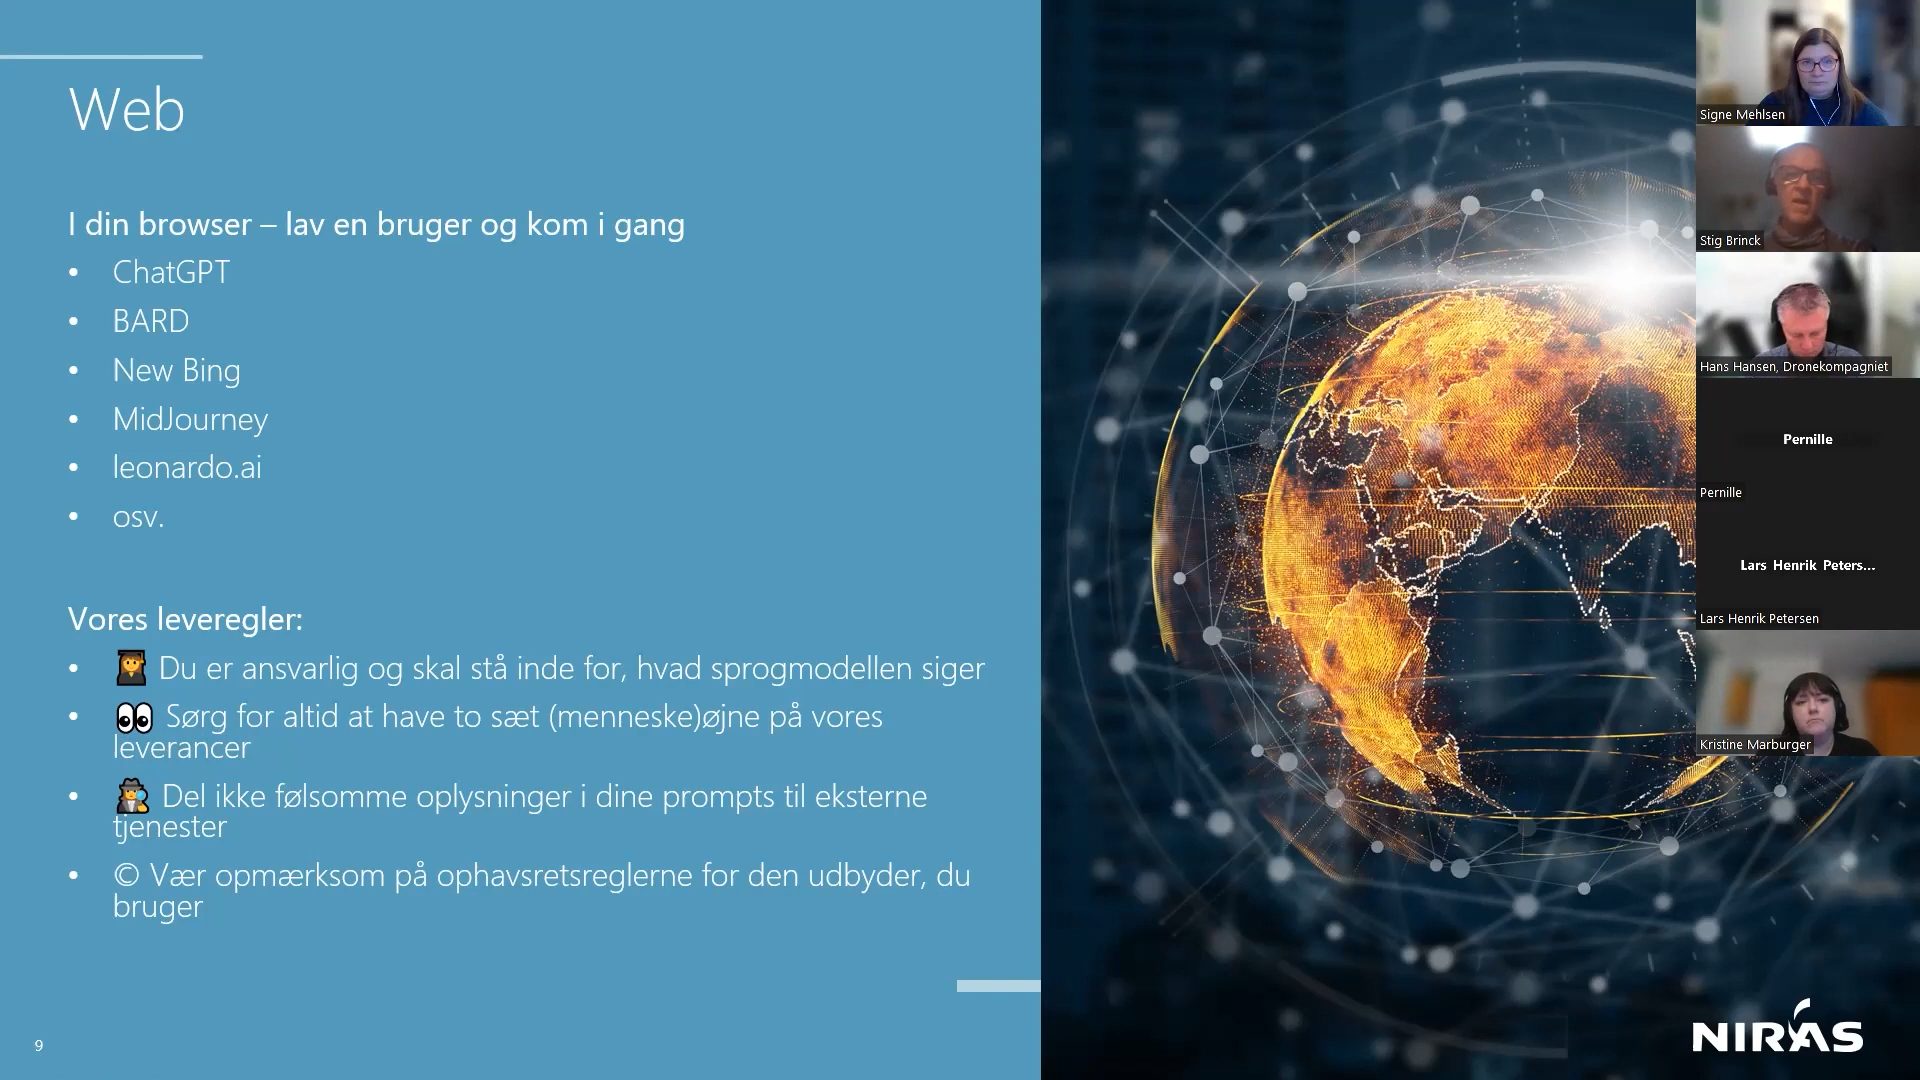 Web
I din browser – lav en bruger og kom i gang
• ChatGPT
• BARD
• New Bing
• MidJourney
• leonardo.ai
• osv.
Vores leveregler:
• 👩‍🎓 Du er ansvarlig og skal stå inde for, hvad sprogmodellen siger
• 👀 Sørg for altid at have to sæt (menneske)øjne på vores
leverancer
• 🕵 Del ikke følsomme oplysninger i dine prompts til eksterne
tjenester
• © Vær opmærksom på ophavsretsreglerne for den udbyder, du
bruger
9
NIRAS
Signe Mehlsen
Stig Brinck
Hans Hansen, Dronekompagniet
Pernille
Pernille
Lars Henrik Peters...
Lars Henrik Petersen
Kristine Marburger